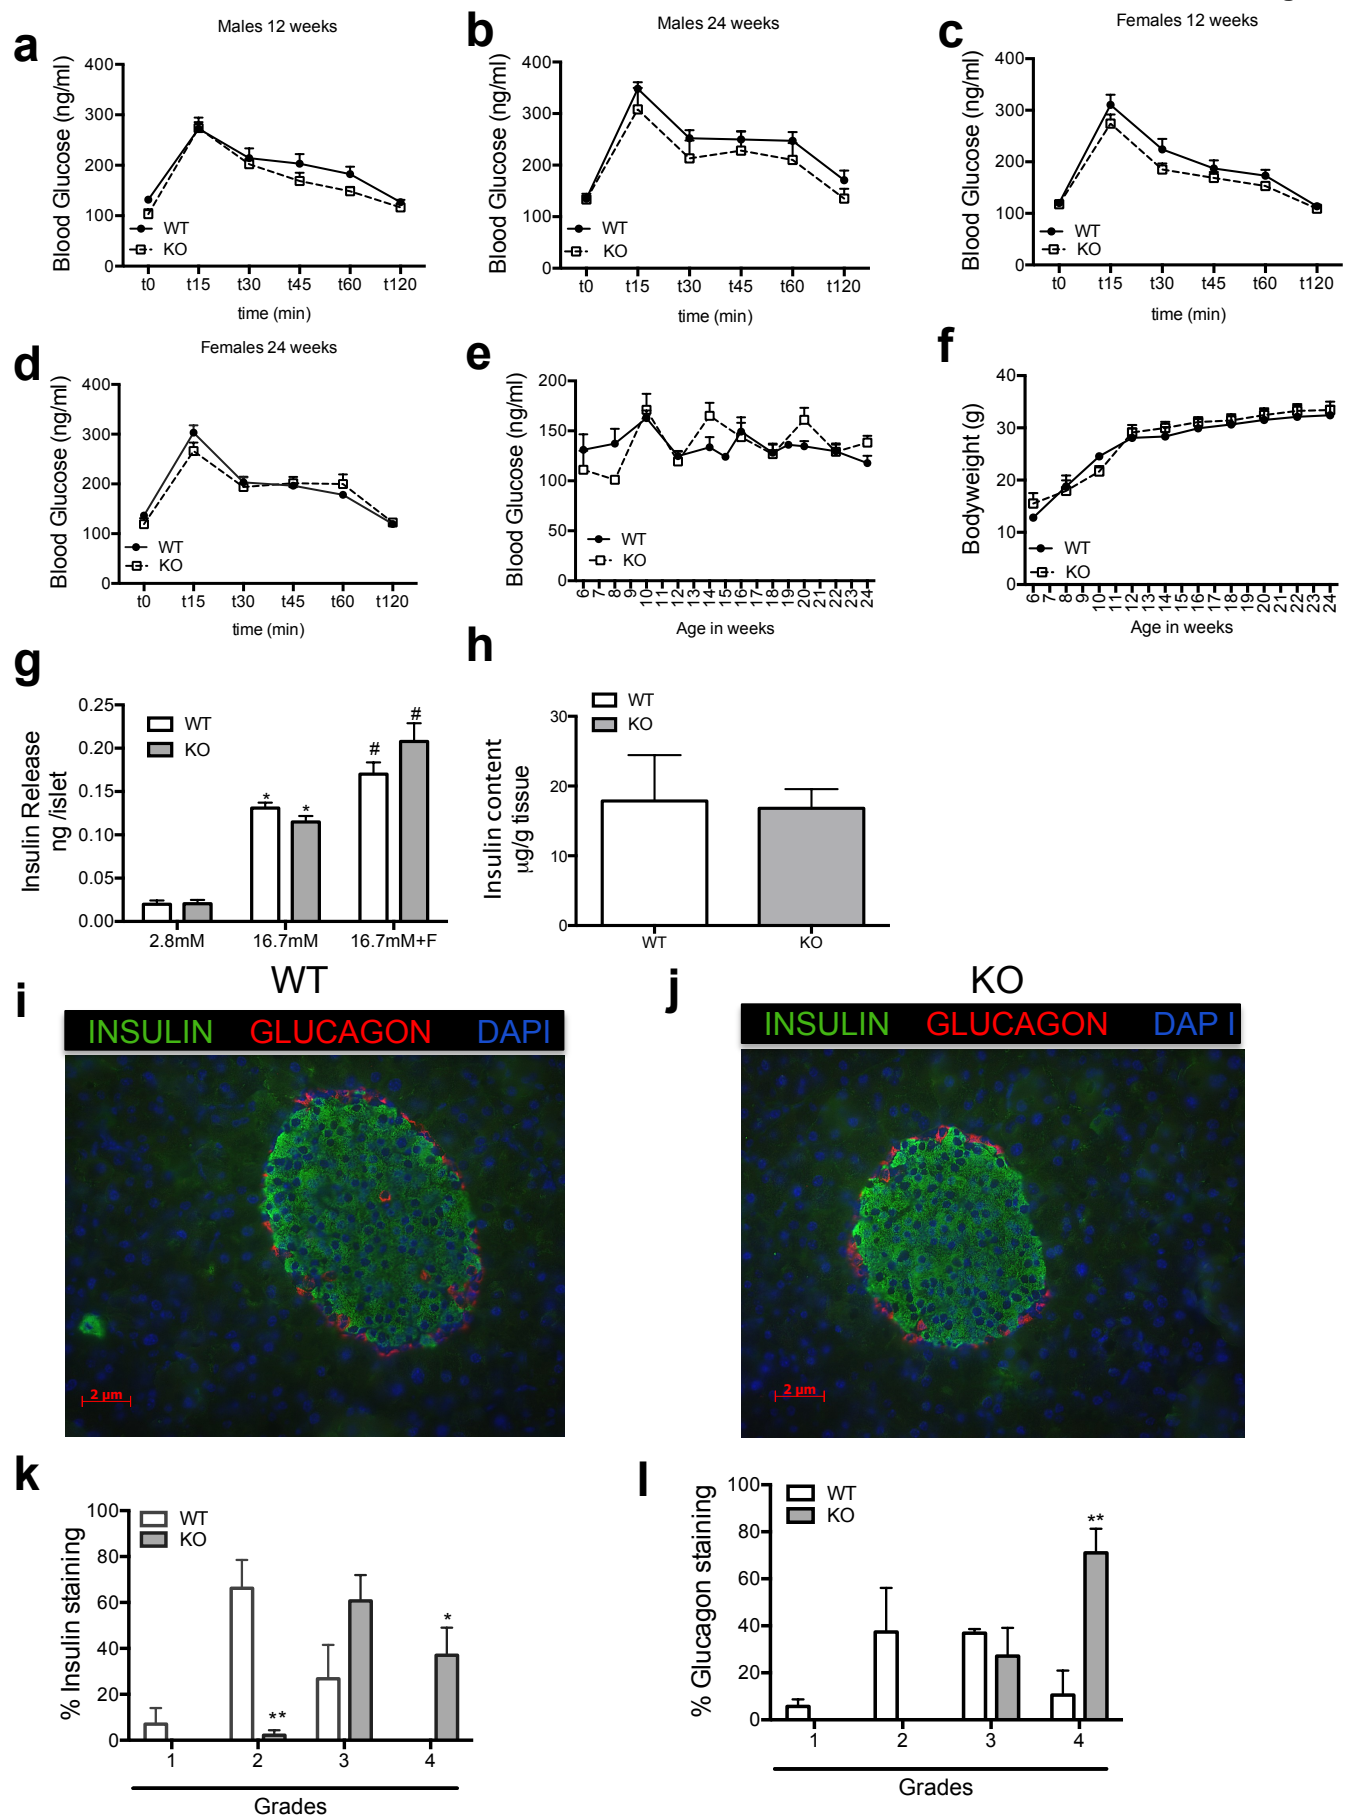 a
Males 12 weeks
Blood Glucose (ng/ml)
400
300
200
100
0
WT
KO
t0 t15 t30 t45 t60 t120
time (min)
b
Males 24 weeks
Blood Glucose (ng/ml)
400
300
200
100
0
WT
KO
t0 t15 t30 t45 t60 t120
time (min)
c
Females 12 weeks
Blood Glucose (ng/ml)
400
300
200
100
0
WT
KO
t0 t15 t30 t45 t60 t120
time (min)
d
Females 24 weeks
Blood Glucose (ng/ml)
400
300
200
100
0
WT
KO
t0 t15 t30 t45 t60 t120
time (min)
e
Blood Glucose (ng/ml)
200
150
100
50
0
WT
KO
6 7 8 9 10 11 12 13 14 15 16 17 18 19 20 21 22 23 24
Age in weeks
f
Bodyweight (g)
40
30
20
10
0
WT
KO
6 7 8 9 10 11 12 13 14 15 16 17 18 19 20 21 22 23 24
Age in weeks
g
Insulin Release
ng /islet
0.25
0.20
0.15
0.10
0.05
0.00
WT
KO
* * # #
2.8mM 16.7mM 16.7mM+F
h
Insulin content
µg/g tissue
30
20
10
0
WT
KO
WT KO
i
WT
INSULIN GLUCAGON DAPI
2 µm
j
KO
INSULIN GLUCAGON DAP I
2 µm
k
% Insulin staining
100
80
60
40
20
0
WT
KO
** *
1 2 3 4
Grades
l
% Glucagon staining
100
80
60
40
20
0
WT
KO
**
1 2 3 4
Grades